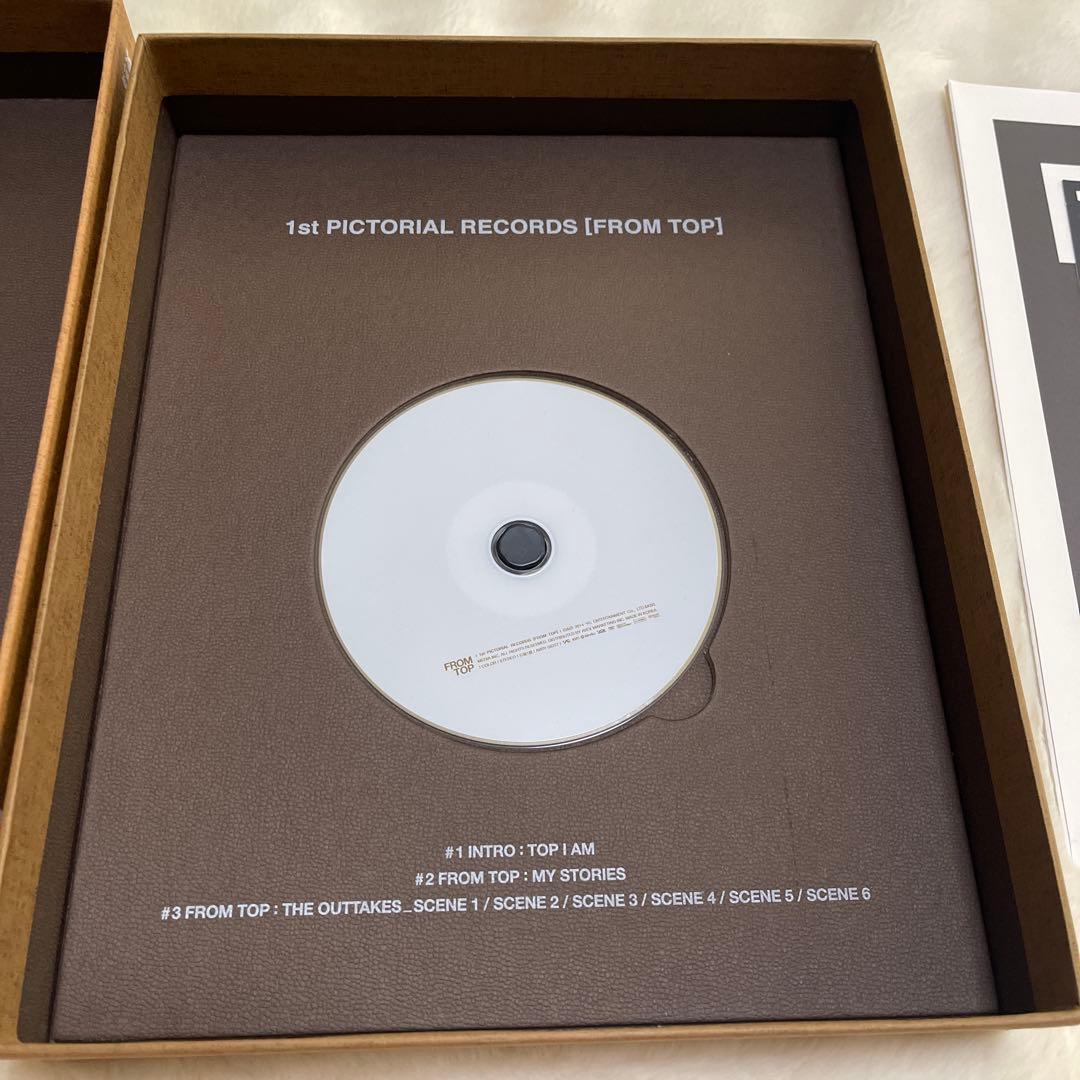 1st PICTORIAL RECORDS [FROM TOP]
FROM
TOP
#1 INTRO : TOP I AM
#2 FROM TOP : MY STORIES
#3 FROM TOP : THE OUTTAKES_SCENE 1 / SCENE 2 / SCENE 3 / SCENE 4 / SCENE 5 / SCENE 6